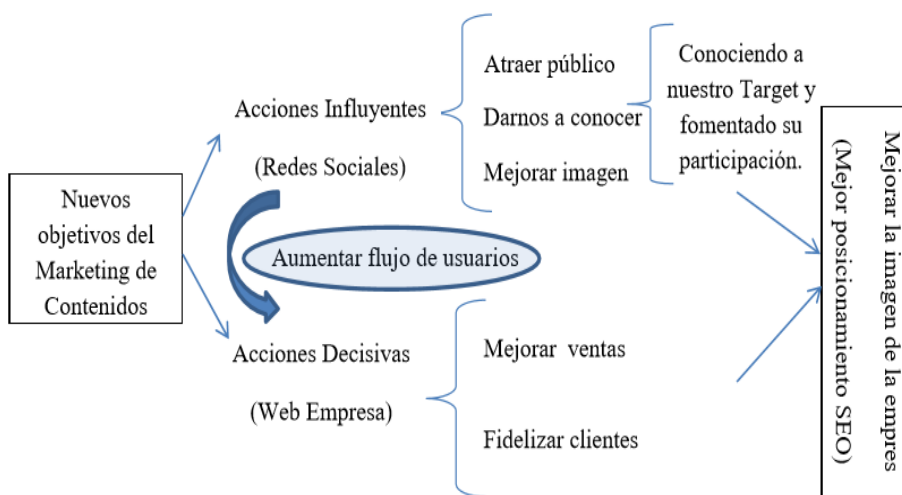 Nuevos
objetivos del
Marketing de
Contenidos
Acciones Influyentes
(Redes Sociales)
Atraer público
Darnos a conocer
Mejorar imagen
Conociendo a
nuestro Target y
fomentado su
participación.
Aumentar flujo de usuarios
Acciones Decisivas
(Web Empresa)
Mejorar ventas
Fidelizar clientes
Mejorar la imagen de la empres
(Mejor posicionamiento SEO)